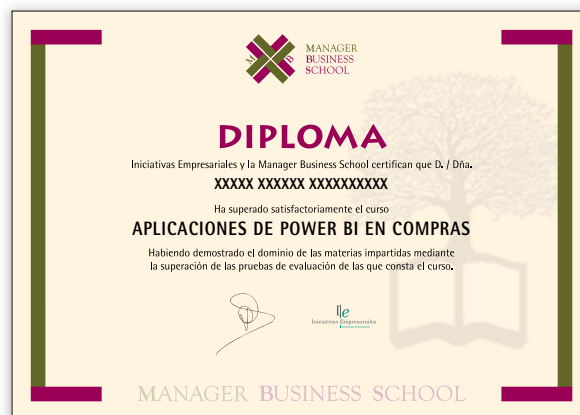 M B
MANAGER
BUSINESS
SCHOOL
DIPLOMA
Iniciativas Empresariales y la Manager Business School certifican que D. / Dña.
XXXXX XXXXXX XXXXXXXXXX
Ha superado satisfactoriamente el curso
APLICACIONES DE POWER BI EN COMPRAS
Habiendo demostrado el dominio de las materias impartidas mediante
la superación de las pruebas de evaluación de las que consta el curso.
Ie
Iniciativas Empresariales
MANAGER BUSINESS SCHOOL